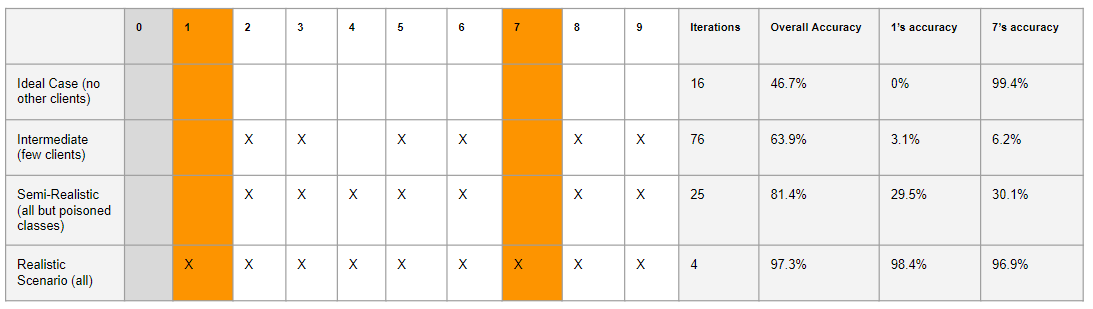 0 1 2 3 4 5 6 7 8 9 Iterations Overall Accuracy 1's accuracy 7's accuracy
Ideal Case (no
other clients)
16 46.7% 0% 99.4%
Intermediate
(few clients)
X X X X X X 76 63.9% 3.1% 6.2%
Semi-Realistic
(all but poisoned
classes)
X X X X X X X 25 81.4% 29.5% 30.1%
Realistic
Scenario (all)
X X X X X X X X X 4 97.3% 98.4% 96.9%